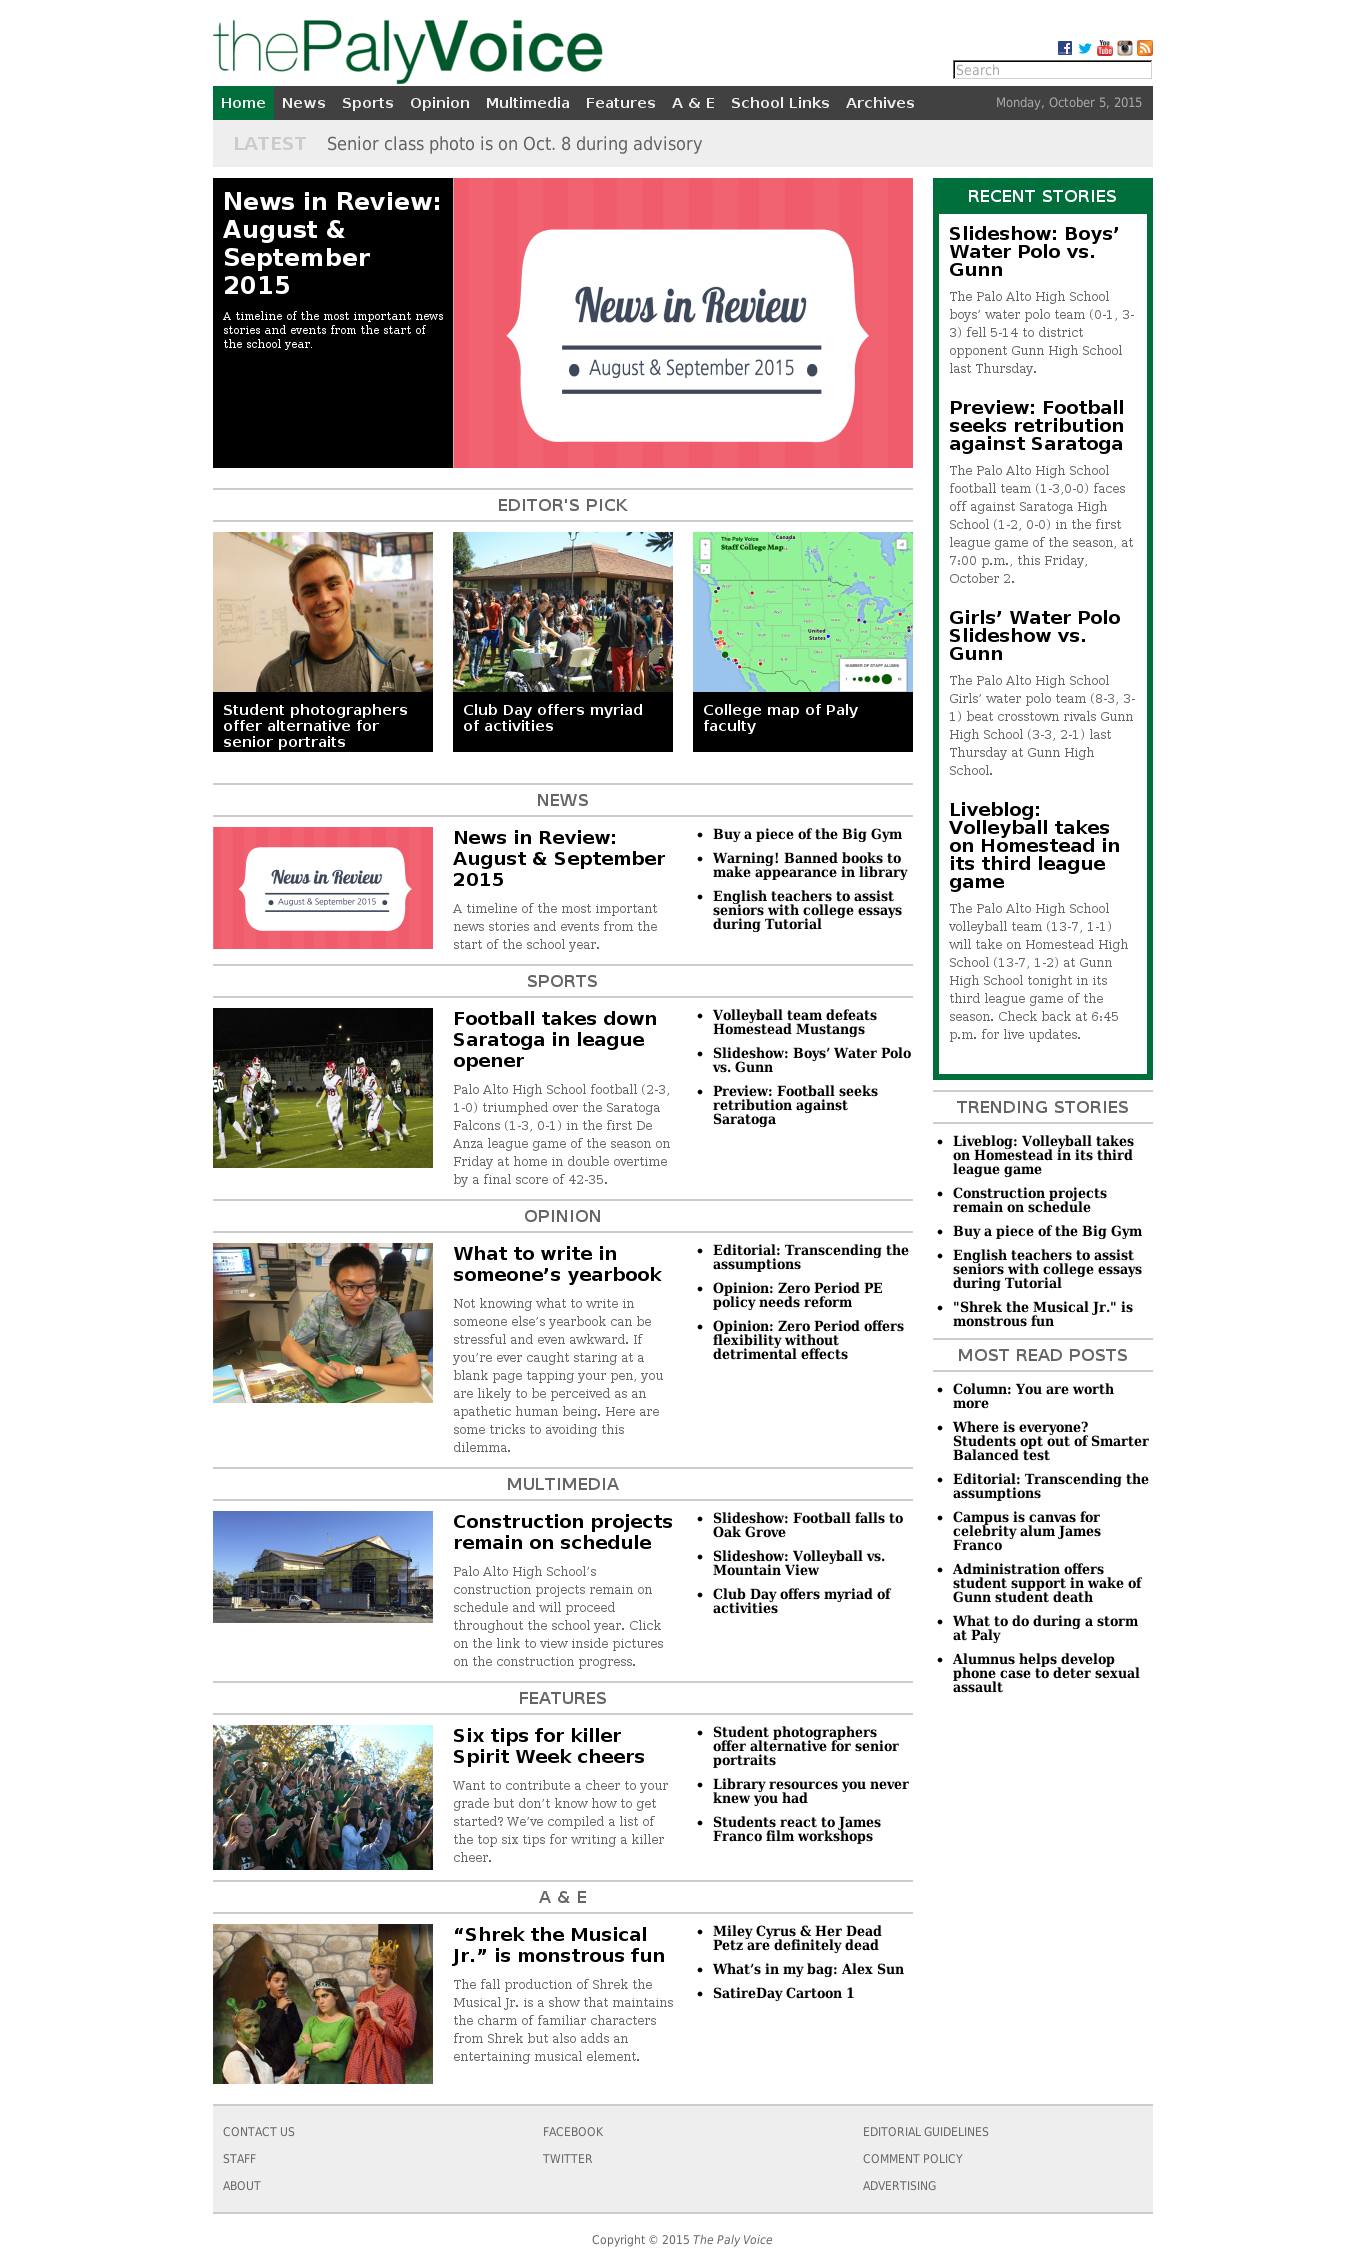 thePalyVoice
Search
Home News Sports Opinion Multimedia Features A & E School Links Archives Monday, October 5, 2015
LATEST Senior class photo is on Oct. 8 during advisory
News in Review:
August &
September
2015
A timeline of the most important news
stories and events from the start of
the school year.
News in Review
August & September 2015
EDITOR'S PICK
The Paly Voice
Staff College Map
Canada
United
States
NUMBER OF STAFF ALUMNI
Student photographers
offer alternative for
senior portraits
Club Day offers myriad
of activities
College map of Paly
faculty
NEWS
News in Review
August & September 2015
News in Review:
August & September
2015
A timeline of the most important
news stories and events from the
start of the school year.
Buy a piece of the Big Gym
Warning! Banned books to
make appearance in library
English teachers to assist
seniors with college essays
during Tutorial
SPORTS
Football takes down
Saratoga in league
opener
Palo Alto High School football (2-3,
1-0) triumphed over the Saratoga
Falcons (1-3, 0-1) in the first De
Anza league game of the season on
Friday at home in double overtime
by a final score of 42-35.
Volleyball team defeats
Homestead Mustangs
Slideshow: Boys’ Water Polo
vs. Gunn
Preview: Football seeks
retribution against
Saratoga
OPINION
What to write in
someone’s yearbook
Not knowing what to write in
someone else’s yearbook can be
stressful and even awkward. If
you’re ever caught staring at a
blank page tapping your pen, you
are likely to be perceived as an
apathetic human being. Here are
some tricks to avoiding this
dilemma.
Editorial: Transcending the
assumptions
Opinion: Zero Period PE
policy needs reform
Opinion: Zero Period offers
flexibility without
detrimental effects
MULTIMEDIA
Construction projects
remain on schedule
Palo Alto High School’s
construction projects remain on
schedule and will proceed
throughout the school year. Click
on the link to view inside pictures
on the construction progress.
Slideshow: Football falls to
Oak Grove
Slideshow: Volleyball vs.
Mountain View
Club Day offers myriad of
activities
FEATURES
Six tips for killer
Spirit Week cheers
Want to contribute a cheer to your
grade but don’t know how to get
started? We’ve compiled a list of
the top six tips for writing a killer
cheer.
Student photographers
offer alternative for senior
portraits
Library resources you never
knew you had
Students react to James
Franco film workshops
A & E
“Shrek the Musical
Jr.” is monstrous fun
The fall production of Shrek the
Musical Jr. is a show that maintains
the charm of familiar characters
from Shrek but also adds an
entertaining musical element.
Miley Cyrus & Her Dead
Petz are definitely dead
What’s in my bag: Alex Sun
SatireDay Cartoon 1
RECENT STORIES
Slideshow: Boys’
Water Polo vs.
Gunn
The Palo Alto High School
boys’ water polo team (0-1, 3-
3) fell 5-14 to district
opponent Gunn High School
last Thursday.
Preview: Football
seeks retribution
against Saratoga
The Palo Alto High School
football team (1-3,0-0) faces
off against Saratoga High
School (1-2, 0-0) in the first
league game of the season, at
7:00 p.m., this Friday,
October 2.
Girls’ Water Polo
Slideshow vs.
Gunn
The Palo Alto High School
Girls’ water polo team (8-3, 3-
1) beat crosstown rivals Gunn
High School (3-3, 2-1) last
Thursday at Gunn High
School.
Liveblog:
Volleyball takes
on Homestead in
its third league
game
The Palo Alto High School
volleyball team (13-7, 1-1)
will take on Homestead High
School (13-7, 1-2) at Gunn
High School tonight in its
third league game of the
season. Check back at 6:45
p.m. for live updates.
TRENDING STORIES
Liveblog: Volleyball takes
on Homestead in its third
league game
Construction projects
remain on schedule
Buy a piece of the Big Gym
English teachers to assist
seniors with college essays
during Tutorial
"Shrek the Musical Jr." is
monstrous fun
MOST READ POSTS
Column: You are worth
more
Where is everyone?
Students opt out of Smarter
Balanced test
Editorial: Transcending the
assumptions
Campus is canvas for
celebrity alum James
Franco
Administration offers
student support in wake of
Gunn student death
What to do during a storm
at Paly
Alumnus helps develop
phone case to deter sexual
assault
CONTACT US FACEBOOK EDITORIAL GUIDELINES
STAFF TWITTER COMMENT POLICY
ABOUT ADVERTISING
Copyright © 2015 The Paly Voice